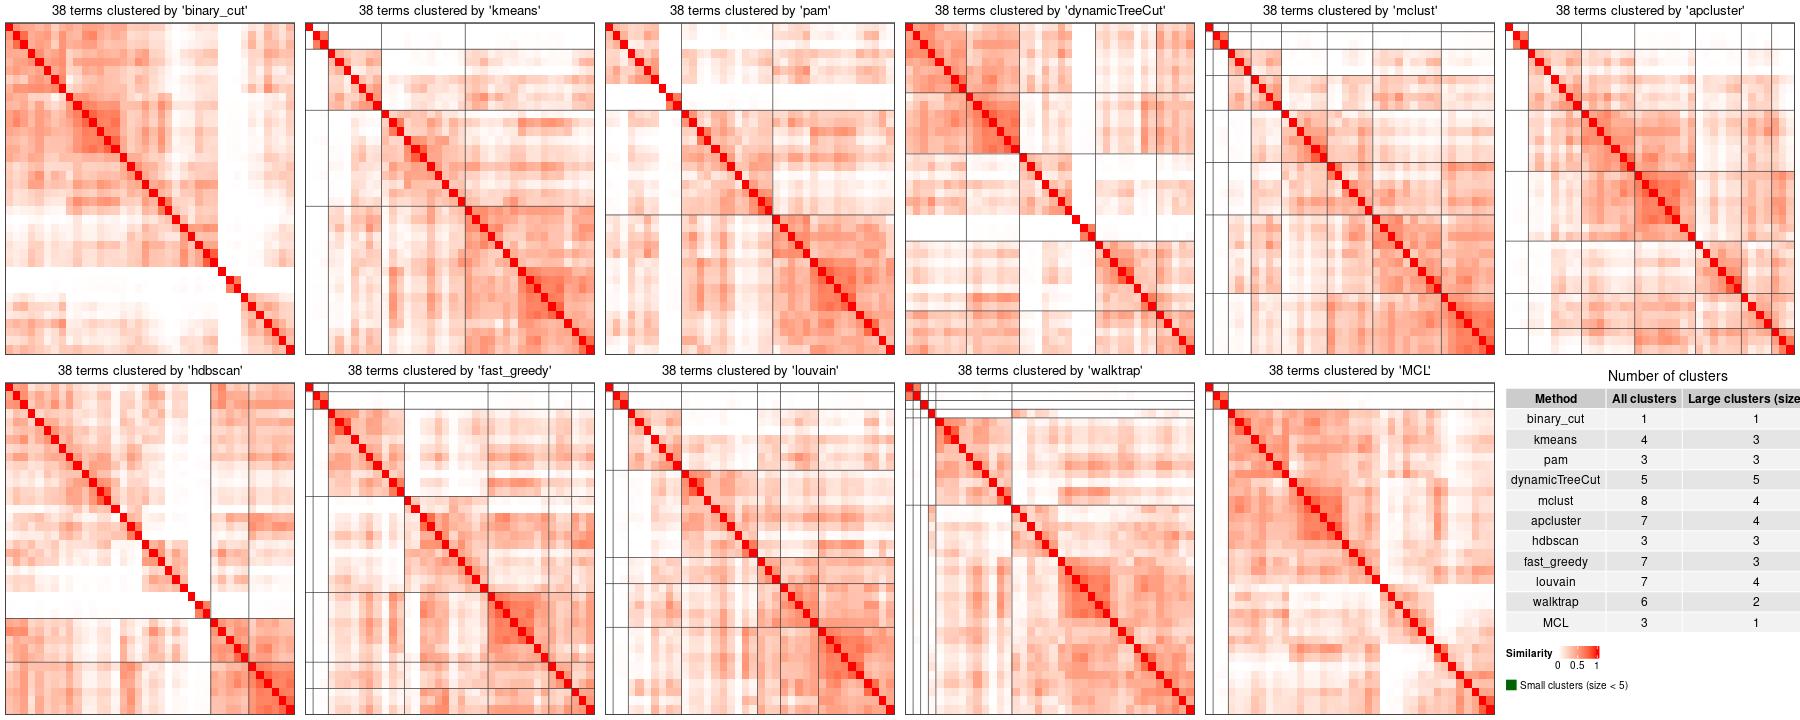 38 terms clustered by 'binary_cut'
38 terms clustered by 'kmeans'
38 terms clustered by 'pam'
38 terms clustered by 'dynamicTreeCut'
38 terms clustered by 'mclust'
38 terms clustered by 'apcluster'
38 terms clustered by 'hdbscan'
38 terms clustered by 'fast_greedy'
38 terms clustered by 'louvain'
38 terms clustered by 'walktrap'
38 terms clustered by 'MCL'
Number of clusters
Method All clusters Large clusters (size
binary_cut 1 1
kmeans 4 3
pam 3 3
dynamicTreeCut 5 5
mclust 8 4
apcluster 7 4
hdbscan 3 3
fast_greedy 7 3
louvain 7 4
walktrap 6 2
MCL 3 1
Similarity
0 0.5 1
Small clusters (size < 5)